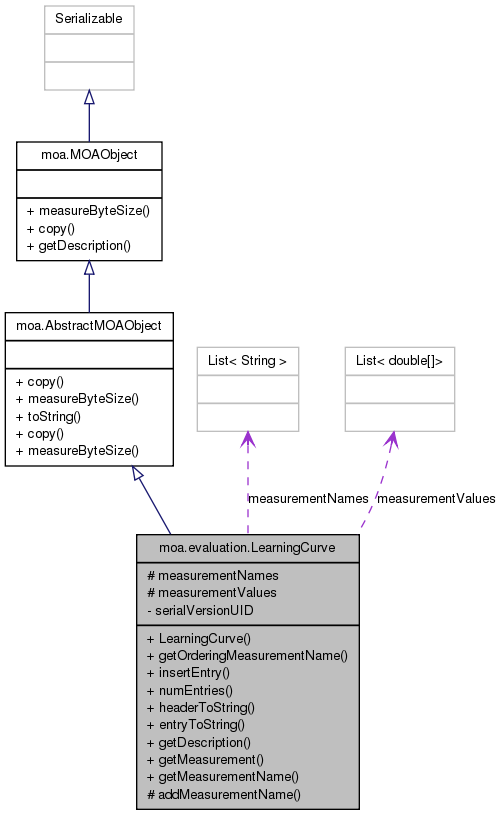 Serializable
moa.MOAObject
+ measureByteSize()
+ copy()
+ getDescription()
moa.AbstractMOAObject
+ copy()
+ measureByteSize()
+ toString()
+ copy()
+ measureByteSize()
List< String >
List< double[]>
measurementNames
measurementValues
moa.evaluation.LearningCurve
# measurementNames
# measurementValues
- serialVersionUID
+ LearningCurve()
+ getOrderingMeasurementName()
+ insertEntry()
+ numEntries()
+ headerToString()
+ entryToString()
+ getDescription()
+ getMeasurement()
+ getMeasurementName()
# addMeasurementName()